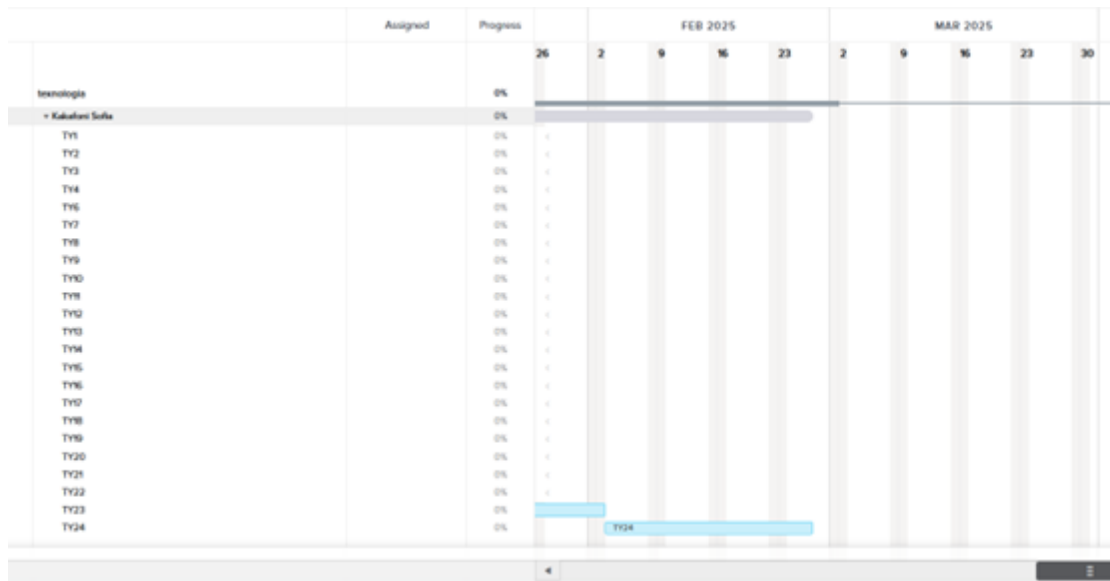 Assigned Progress FEB 2025 MAR 2025
26 2 9 16 23 2 9 16 23 30
texnologia 0%
Kakafoni Sofia 0%
TY1 0%
TY2 0%
TY3 0%
TY4 0%
TY6 0%
TY7 0%
TY8 0%
TY9 0%
TY10 0%
TY11 0%
TY12 0%
TY13 0%
TY14 0%
TY15 0%
TY16 0%
TY17 0%
TY18 0%
TY19 0%
TY20 0%
TY21 0%
TY22 0%
TY23 0%
TY24 0% TY24